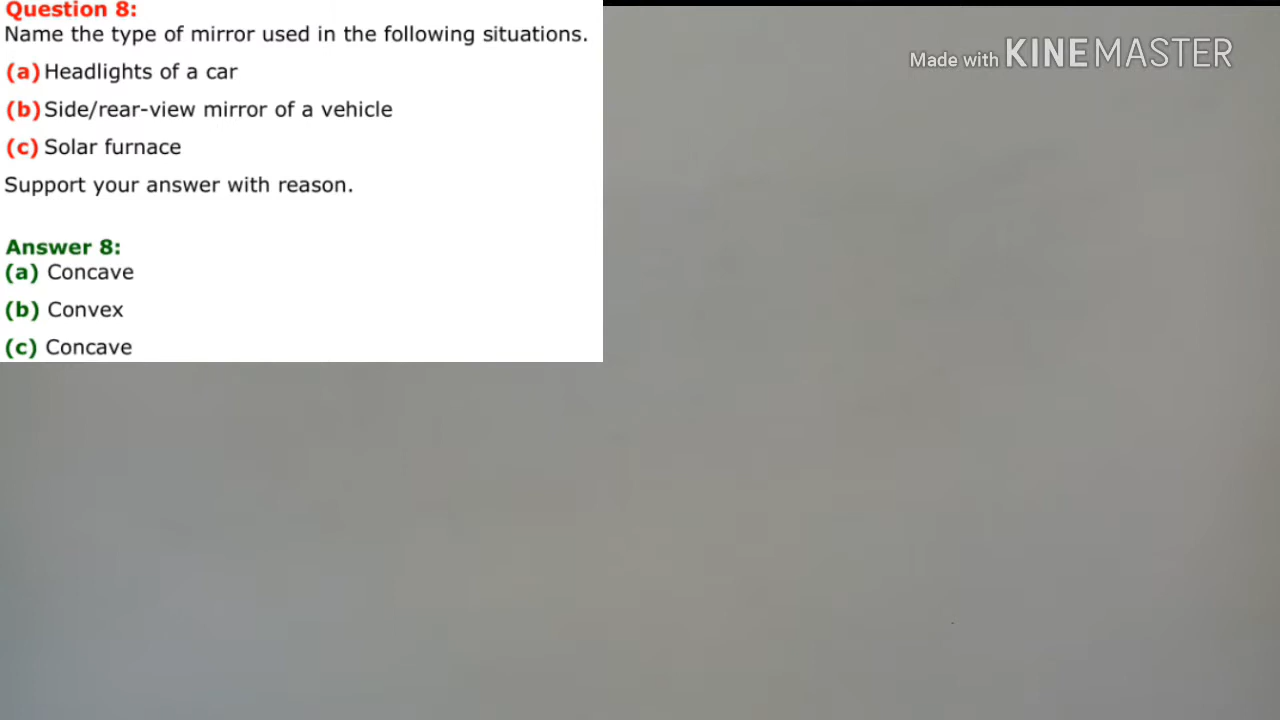 Question 8:
Name the type of mirror used in the following situations.
(a) Headlights of a car
(b) Side/rear-view mirror of a vehicle
(c) Solar furnace
Support your answer with reason.
Answer 8:
(a) Concave
(b) Convex
(c) Concave
Made with KINEMASTER